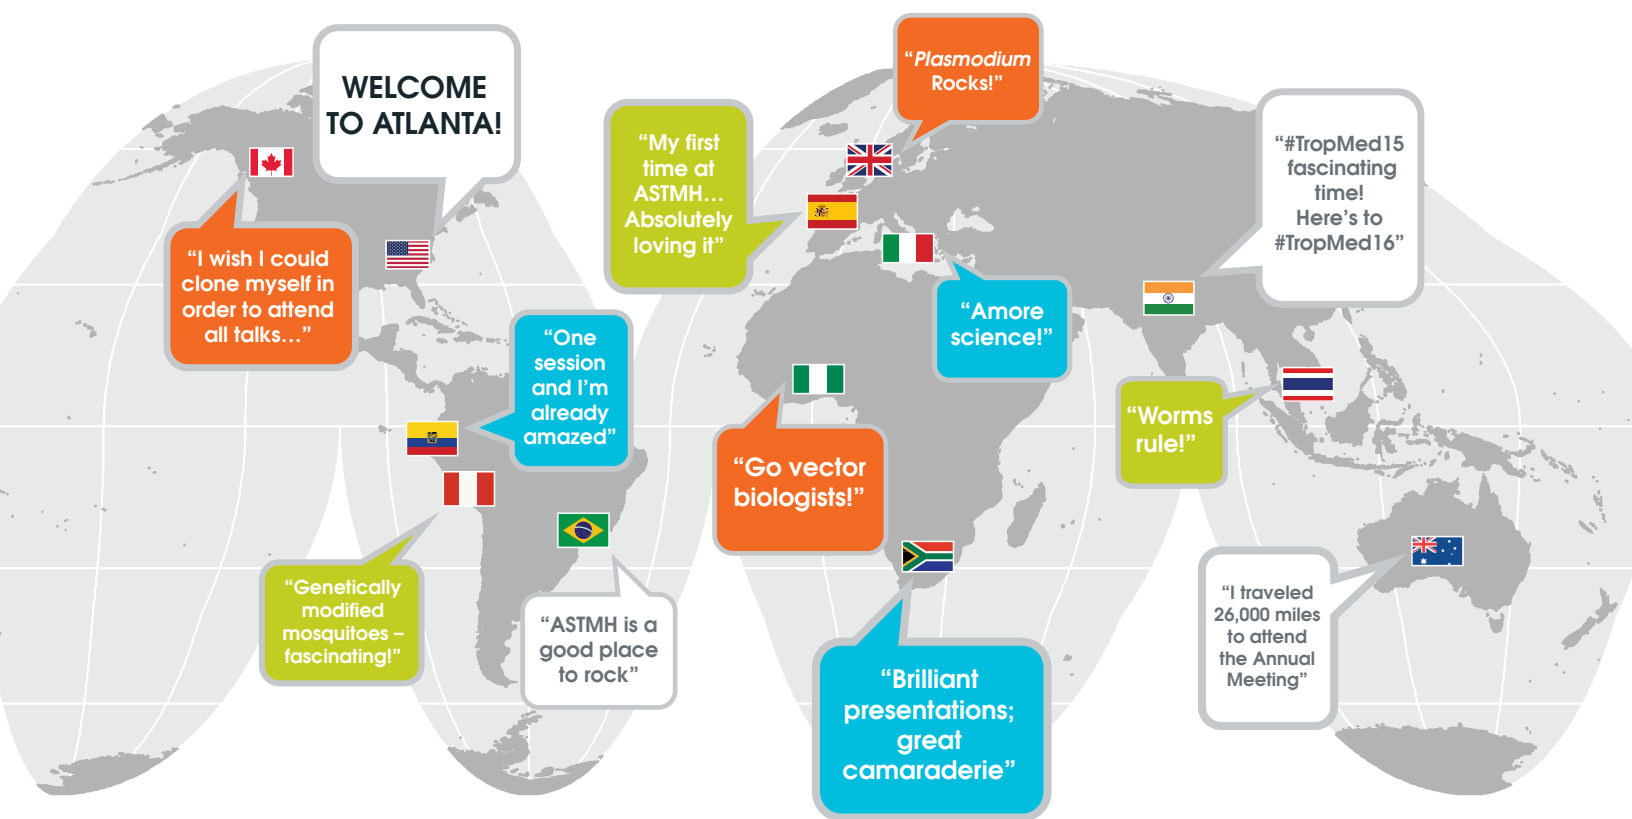 WELCOME
TO ATLANTA!
“Plasmodium
Rocks!”
“My first
time at
ASTMH…
Absolutely
loving it”
“#TropMed15
fascinating
time!
Here’s to
#TropMed16”
“I wish I could
clone myself in
order to attend
all talks…”
“One
session
and I’m
already
amazed”
“Amore
science!”
“Worms
rule!”
“Go vector
biologists!”
“Genetically
modified
mosquitoes –
fascinating!”
“ASTMH is a
good place
to rock”
“Brilliant
presentations;
great
camaraderie”
“I traveled
26,000 miles
to attend
the Annual
Meeting”